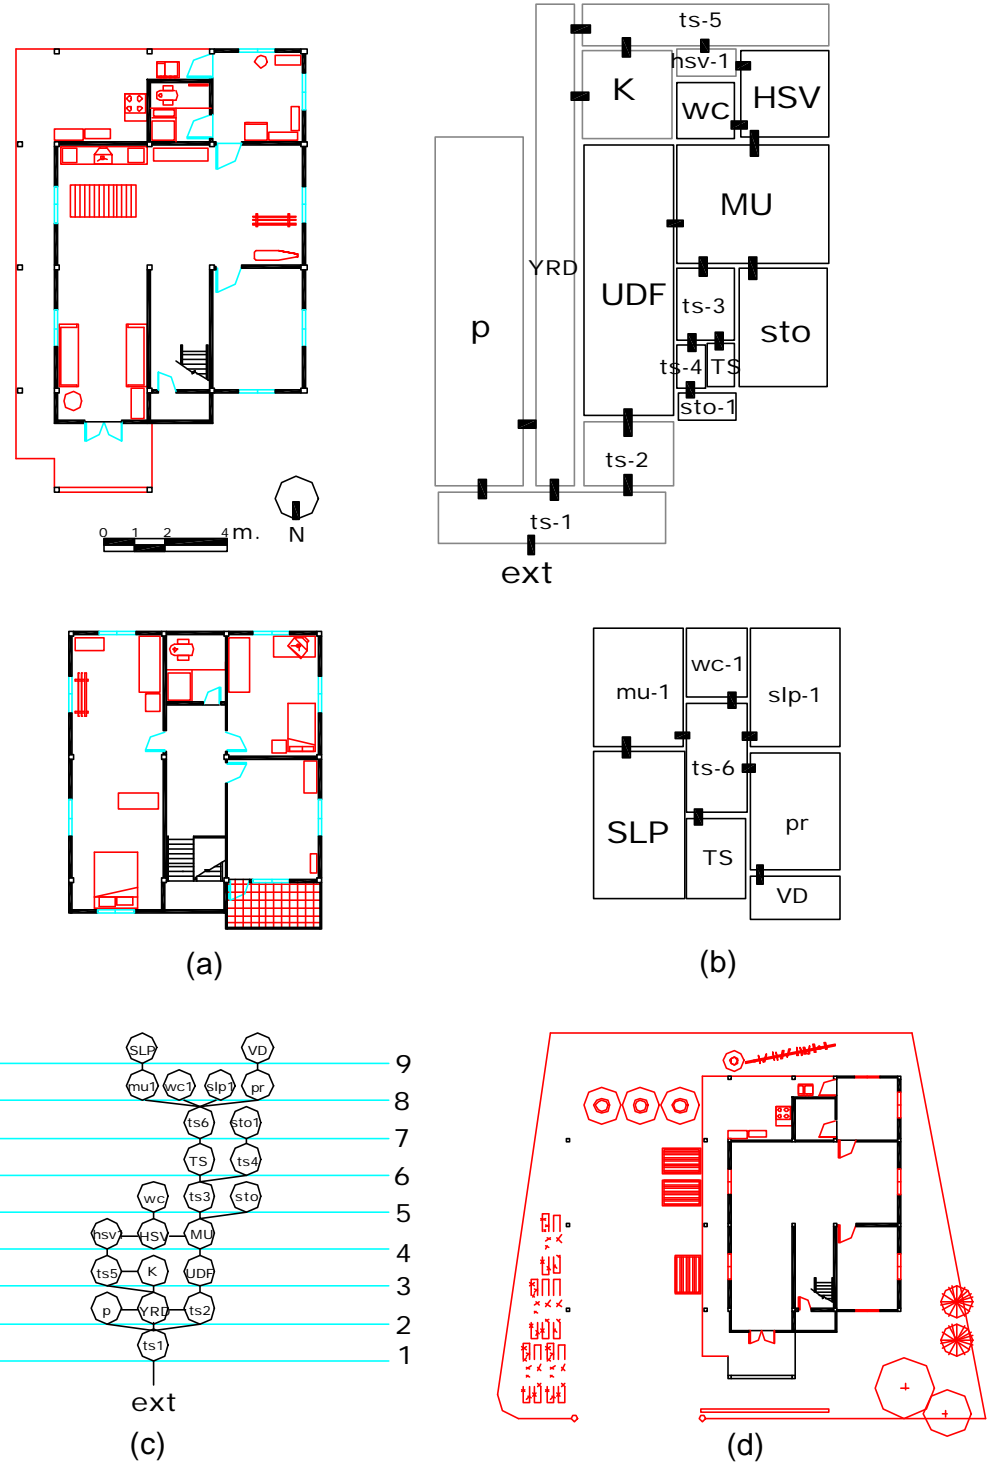 ts-5
hsv-1
K
wc
HSV
MU
YRD
UDF
p
ts-3
sto
ts-4 TS
sto-1
ts-2
ts-1
ext
0 1 2 4 m.
N
wc-1
mu-1
slp-1
ts-6
SLP
pr
TS
VD
(a)
(b)
SLP VD
9
mu1 wc1 slp1 pr
8
ts6 sto1
7
TS ts4
6
wc ts3 sto
5
hsv1 HSV MU
4
ts5 K UDF
3
p YRD ts2
2
ts1
1
ext
(c)
(d)